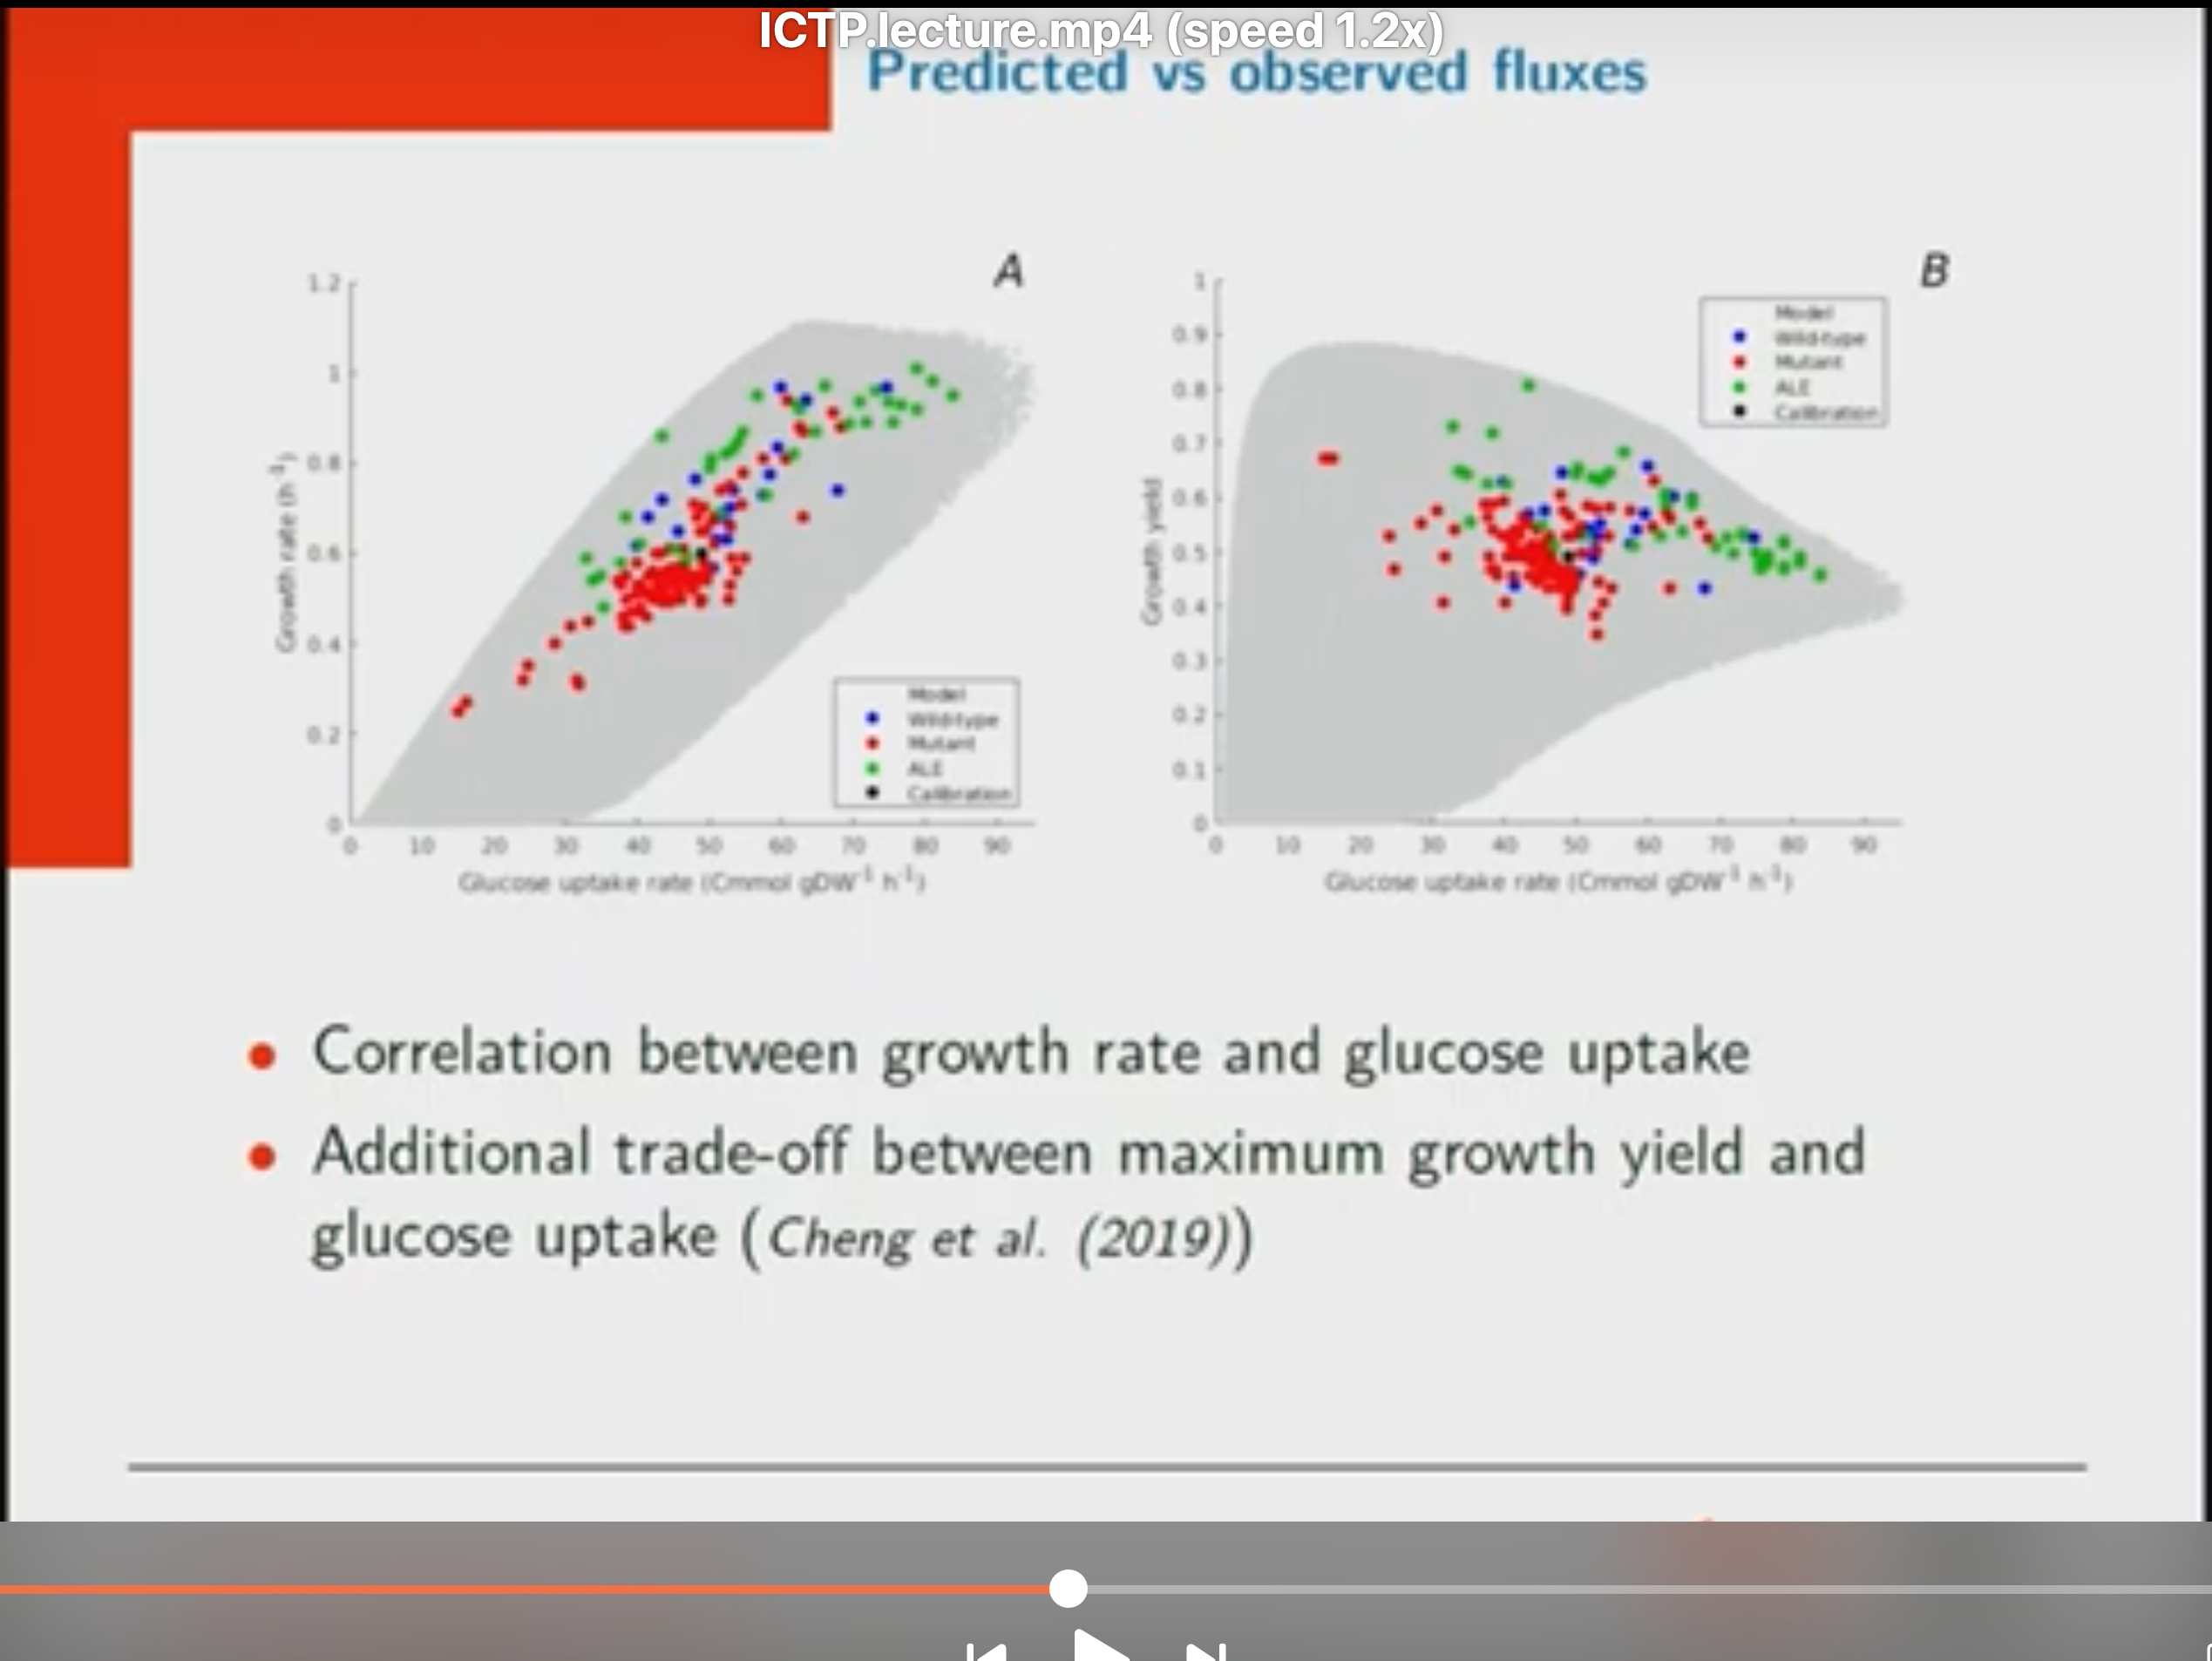 ICTP.lecture.mp4 (speed 1.2x)
Predicted vs observed fluxes
A
1.2
1
0.8
0.6
0.4
0.2
0
0 10 20 30 40 50 60 70 80 90
Growth rate (h⁻¹)
Glucose uptake rate (Cmmol gDW⁻¹ h⁻¹)
Model
Wild-type
Mutant
ALE
Calibration
B
1
0.9
0.8
0.7
0.6
0.5
0.4
0.3
0.2
0.1
0
0 10 20 30 40 50 60 70 80 90
Growth yield
Glucose uptake rate (Cmmol gDW⁻¹ h⁻¹)
Model
Wild-type
Mutant
ALE
Calibration
• Correlation between growth rate and glucose uptake
• Additional trade-off between maximum growth yield and
glucose uptake (Cheng et al. (2019))